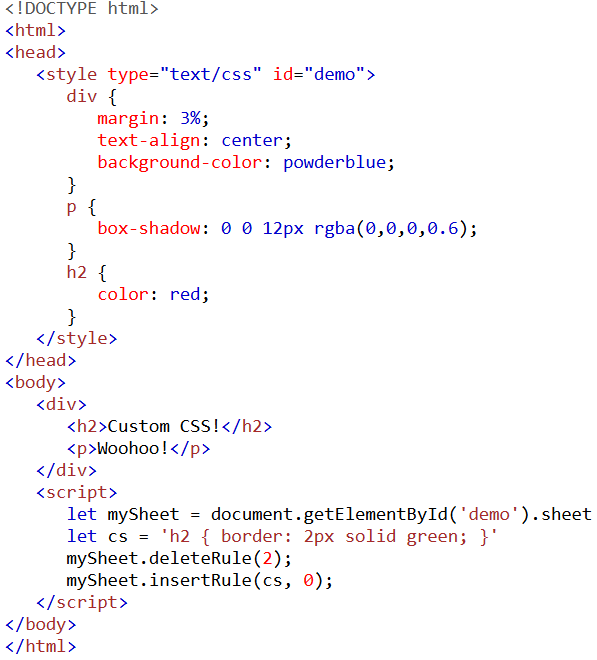 <!DOCTYPE html>
<html>
<head>
   <style type="text/css" id="demo">
      div {
         margin: 3%;
         text-align: center;
         background-color: powderblue;
      }
      p {
         box-shadow: 0 0 12px rgba(0,0,0,0.6);
      }
      h2 {
         color: red;
      }
   </style>
</head>
<body>
   <div>
      <h2>Custom CSS!</h2>
      <p>Woohoo!</p>
   </div>
   <script>
      let mySheet = document.getElementById('demo').sheet
      let cs = 'h2 { border: 2px solid green; }'
      mySheet.deleteRule(2);
      mySheet.insertRule(cs, 0);
   </script>
</body>
</html>